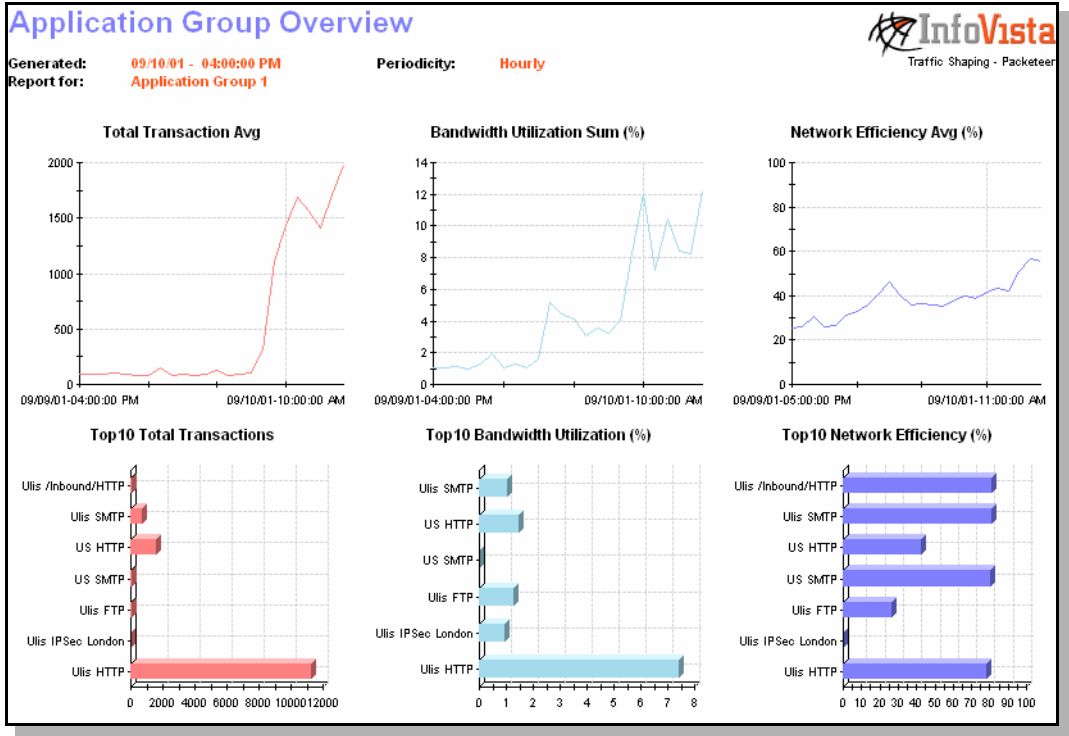 Application Group Overview
InfoVista
Traffic Shaping - Packeteer
Generated: 09/10/01 - 04:00:00 PM Periodicity: Hourly
Report for: Application Group 1
Total Transaction Avg
2000
1500
1000
500
0
09/09/01-04:00:00 PM 09/10/01-10:00:00 AM
Bandwidth Utilization Sum (%)
14
12
10
8
6
4
2
0
09/09/01-04:00:00 PM 09/10/01-10:00:00 AM
Network Efficiency Avg (%)
100
80
60
40
20
0
09/09/01-05:00:00 PM 09/10/01-11:00:00 AM
Top10 Total Transactions
Ulis /Inbound/HTTP
Ulis SMTP
US HTTP
US SMTP
Ulis FTP
Ulis IPSec London
Ulis HTTP
0 2000 4000 6000 8000 10000 12000
Top10 Bandwidth Utilization (%)
Ulis SMTP
US HTTP
US SMTP
Ulis FTP
Ulis IPSec London
Ulis HTTP
0 1 2 3 4 5 6 7 8
Top10 Network Efficiency (%)
Ulis /Inbound/HTTP
Ulis SMTP
US HTTP
US SMTP
Ulis FTP
Ulis IPSec London
Ulis HTTP
0 10 20 30 40 50 60 70 80 90 100